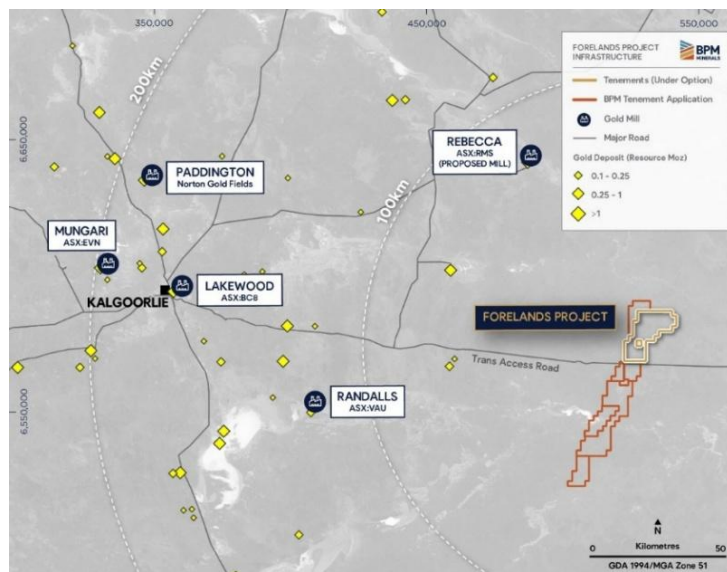 350,000
450,000
550,000
6,650,000
6,550,000
200km
100km
FORELANDS PROJECT
INFRASTRUCTURE
BPM
MINERALS
Tenements (Under Option)
BPM Tenement Application
Gold Mill
Major Road
Gold Deposit (Resource Moz)
0.1 - 0.25
0.25 - 1
>1
REBECCA
ASX:RMS
(PROPOSED MILL)
PADDINGTON
Norton Gold Fields
MUNGARI
ASX:EVN
LAKEWOOD
ASX:BC8
KALGOORLIE
FORELANDS PROJECT
Trans Access Road
RANDALLS
ASX:VAU
N
0 Kilometres 50
GDA 1994/MGA Zone 51